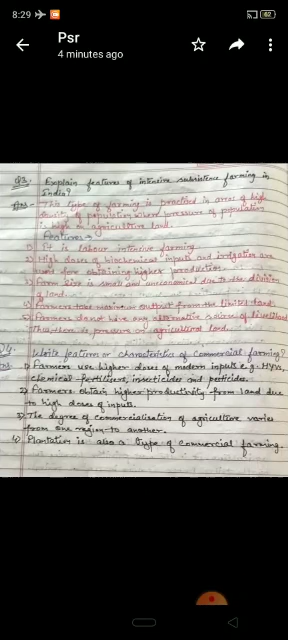 8:29
62
Psr
4 minutes ago
Q3. Explain features of intensive subsistence farming in
India?
Ans - This type of farming is practiced in areas of high
of population where pressure of population
is high on agriculture land.
Features →
1) It is labour intensive farming.
2) High doses of biochemical inputs and irrigation are
used for obtaining higher production.
3) Farm size is small and uneconomical due to the division
of land.
4) Farmers take maximum output from the limited land
5) Farmers donot have any alternative source of livelihood
Thus there is pressure on agricultural land.
Write features or characteristics of commercial farming?
1) Farmers use higher doses of modern inputs e.g. HYVs,
chemical fertilisers, insecticides and pesticides.
2) Farmers obtain higher productivity from land due
to high doses of inputs.
3) The degree of commercialisation of agriculture varies
from one region to another.
4) Plantation is also a type of commercial farming.